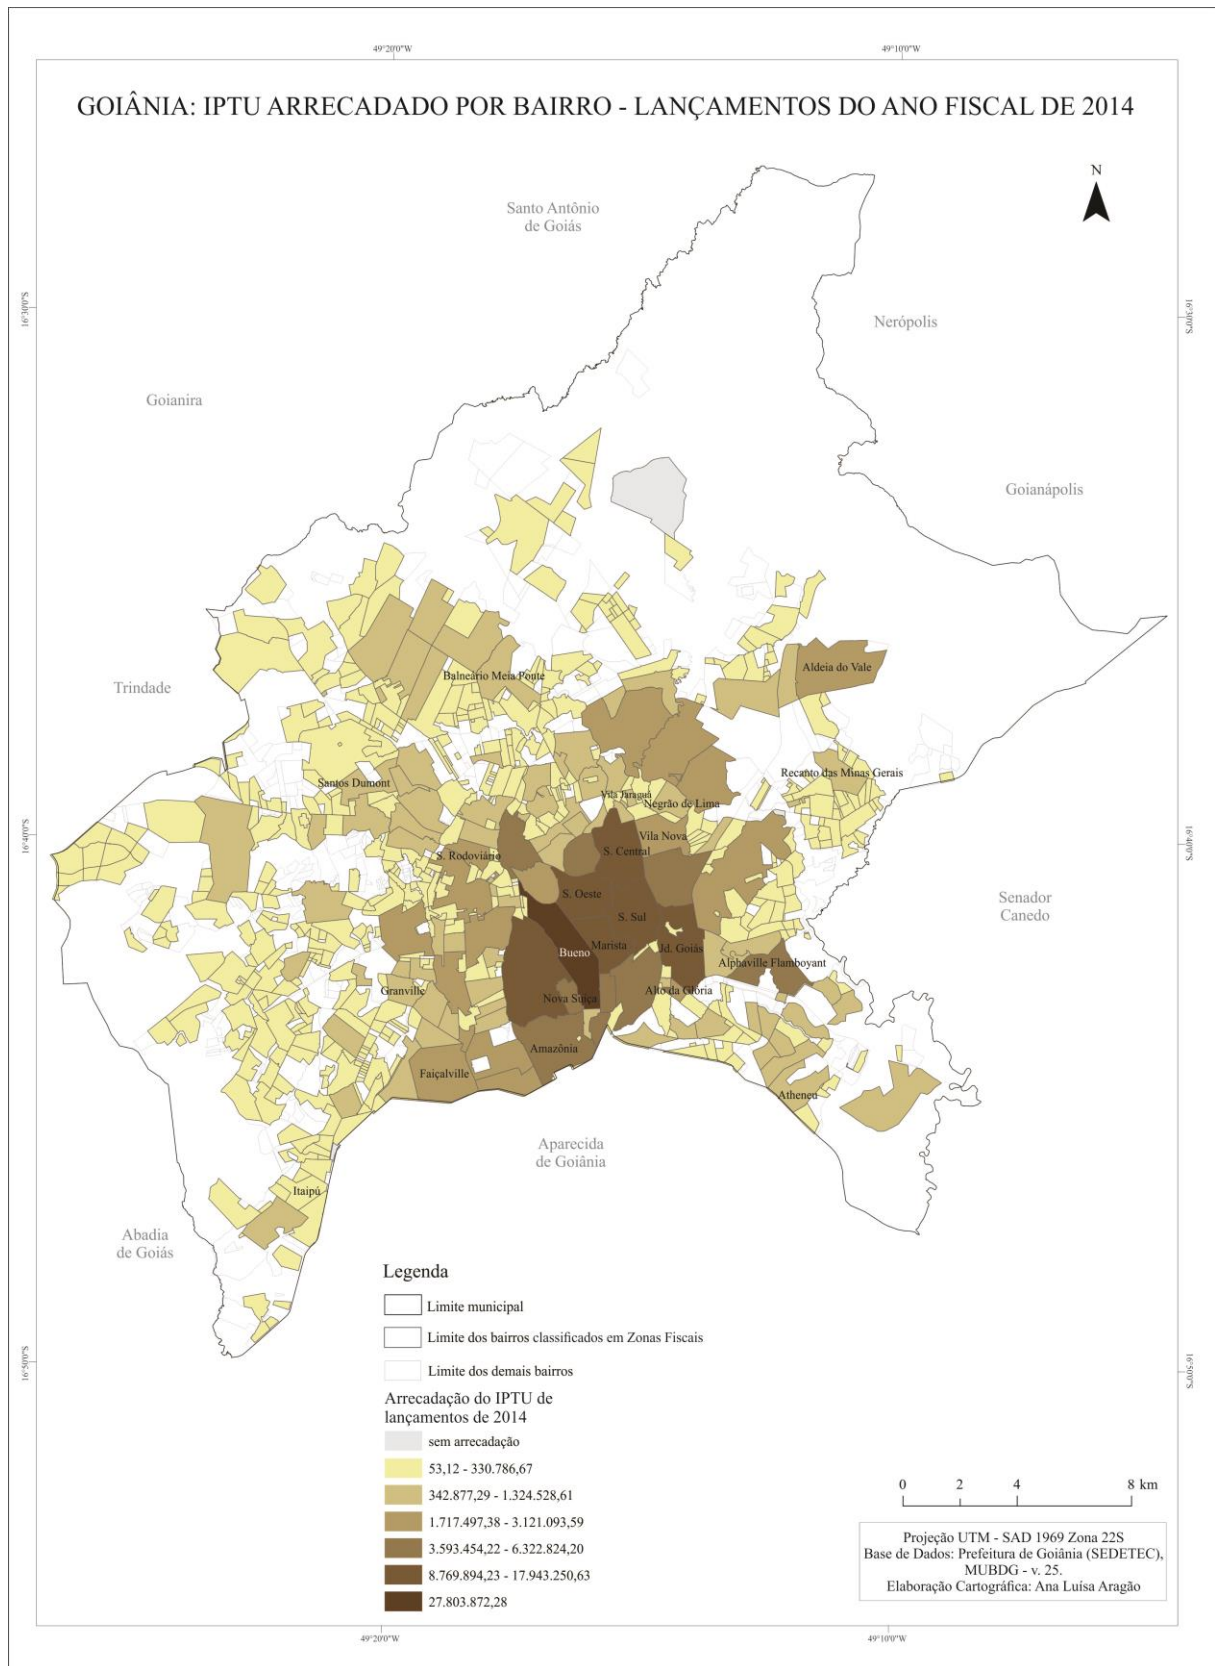 49°20'0"W
49°10'0"W
GOIÂNIA: IPTU ARRECADADO POR BAIRRO - LANÇAMENTOS DO ANO FISCAL DE 2014
N
Santo Antônio
de Goiás
16°30'0"S
16°30'0"S
Nerópolis
Goianira
Goianápolis
Aldeia do Vale
Balneário Meia Ponte
Trindade
Recanto das Minas Gerais
Santos Dumont
Vila Jaraguá
Negrão de Lima
16°40'0"S
16°40'0"S
Vila Nova
S. Central
S. Rodoviário
S. Oeste
Senador
Canedo
S. Sul
Marista
Jd. Goiás
Bueno
Alphaville Flamboyant
Granville
Alto da Glória
Nova Suíça
Amazônia
Faiçalville
Atheneu
Aparecida
de Goiânia
Itaipú
Abadia
de Goiás
Legenda
Limite municipal
Limite dos bairros classificados em Zonas Fiscais
Limite dos demais bairros
16°50'0"S
16°50'0"S
Arrecadação do IPTU de
lançamentos de 2014
sem arrecadação
53,12 - 330.786,67
342.877,29 - 1.324.528,61
1.717.497,38 - 3.121.093,59
3.593.454,22 - 6.322.824,20
8.769.894,23 - 17.943.250,63
27.803.872,28
0 2 4 8 km
Projeção UTM - SAD 1969 Zona 22S
Base de Dados: Prefeitura de Goiânia (SEDETEC),
MUBDG - v. 25.
Elaboração Cartográfica: Ana Luísa Aragão
49°20'0"W
49°10'0"W